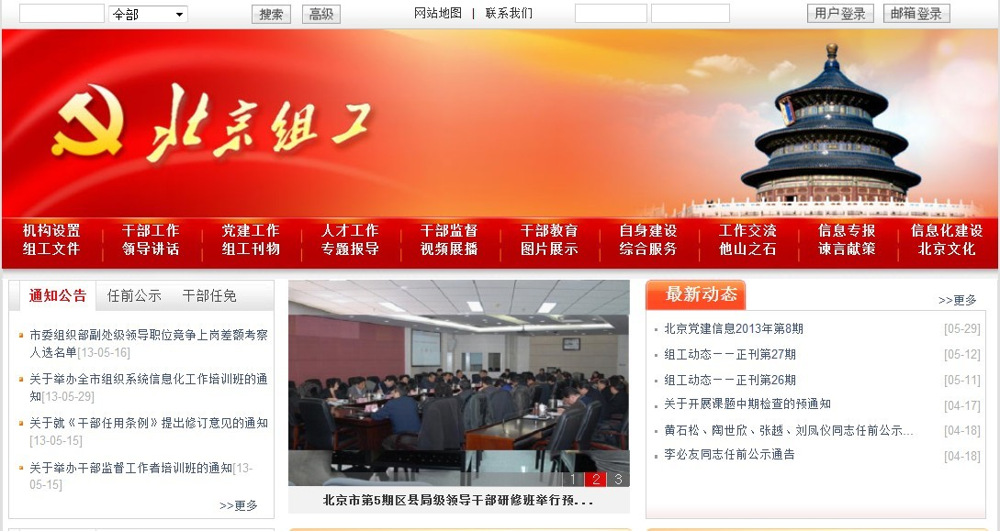 全部
搜索
高级
网站地图 | 联系我们
用户登录
邮箱登录
北京组工
机构设置 干部工作 党建工作 人才工作 干部监督 干部教育 自身建设 工作交流 信息专报 信息化建设
组工文件 领导讲话 组工刊物 专题报导 视频展播 图片展示 综合服务 他山之石 谏言献策 北京文化
通知公告 任前公示 干部任免
市委组织部副处级领导职位竞争上岗差额考察
人选名单[13-05-16]
关于举办全市组织系统信息化工作培训班的通
知[13-05-29]
关于就《干部任用条例》提出修订意见的通知
[13-05-15]
关于举办干部监督工作者培训班的通知[13-
05-15]
>>更多
1 2 3
北京市第5期区县局级领导干部研修班举行预...
最新动态
>>更多
北京党建信息2013年第8期 [05-29]
组工动态——正刊第27期 [05-12]
组工动态——正刊第26期 [05-11]
关于开展课题中期检查的预通知 [04-17]
黄石松、陶世欣、张越、刘凤仪同志任前公示... [04-18]
李必友同志任前公示通告 [04-18]